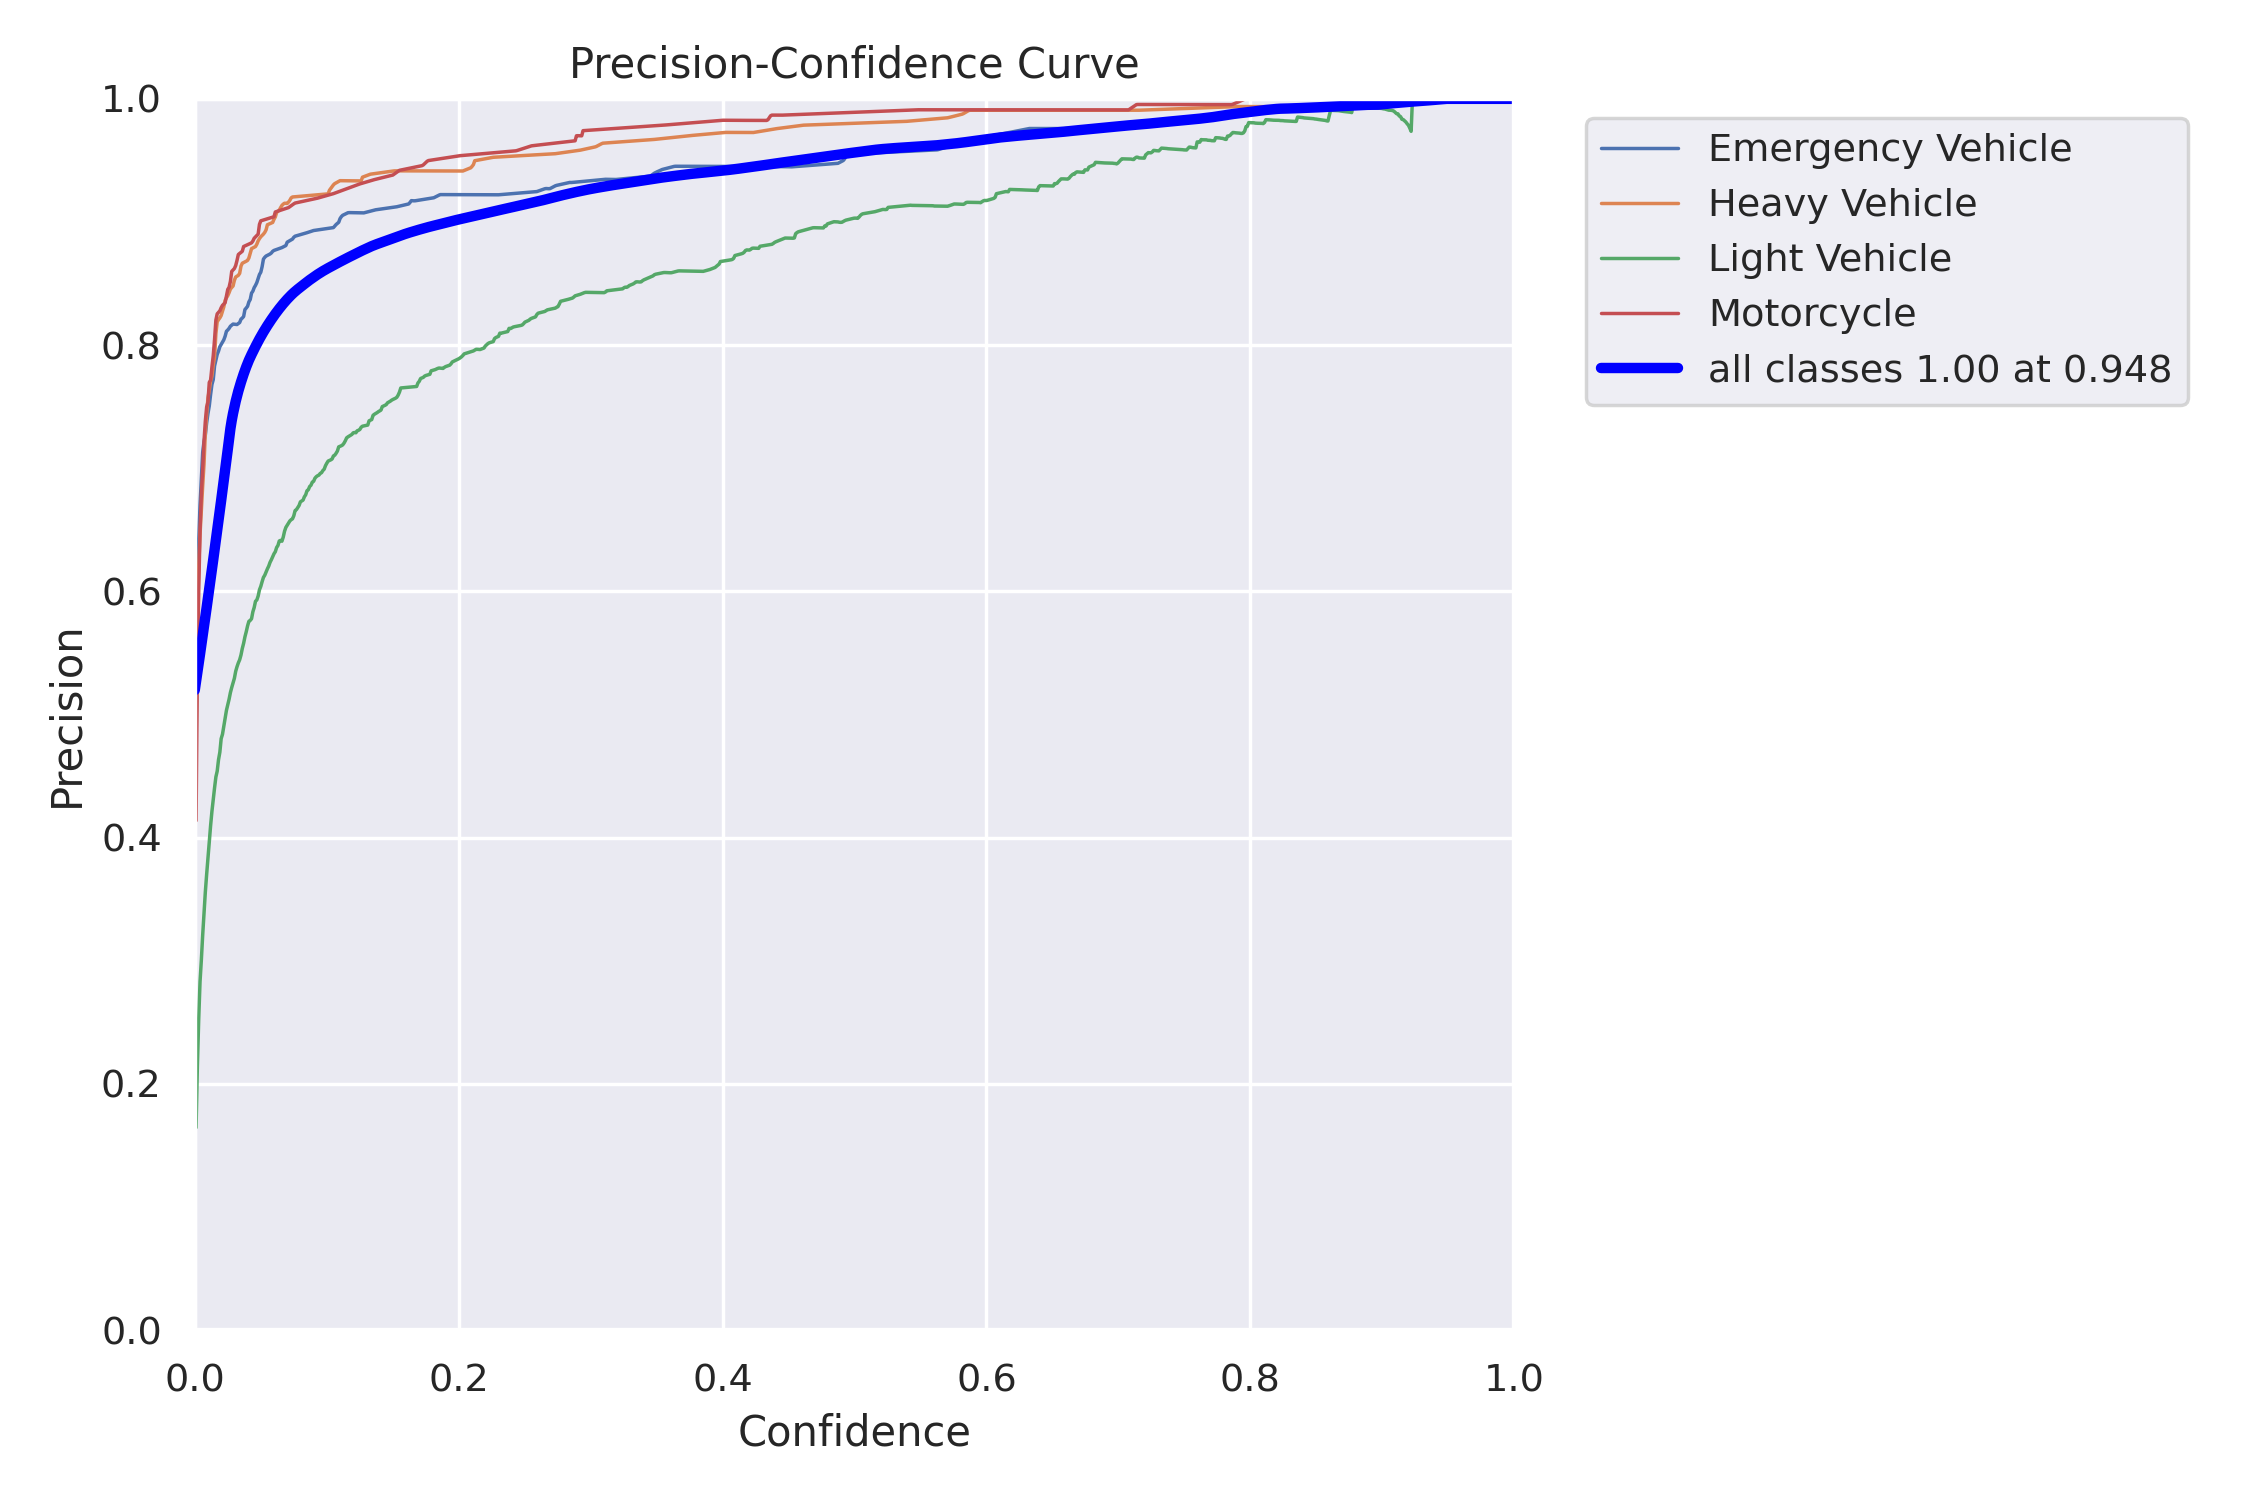 Precision-Confidence Curve
1.0
0.8
0.6
0.4
0.2
0.0
Precision
0.0 0.2 0.4 0.6 0.8 1.0
Confidence
Emergency Vehicle
Heavy Vehicle
Light Vehicle
Motorcycle
all classes 1.00 at 0.948